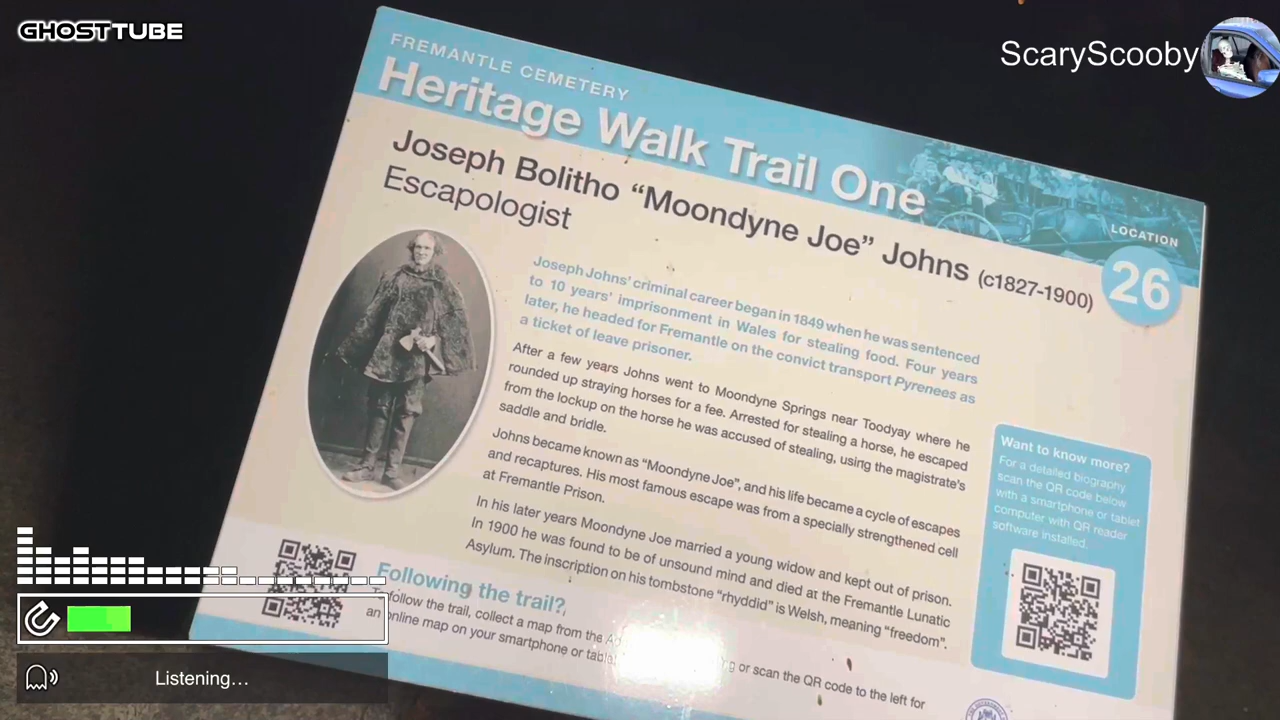 GHOSTTUBE
ScaryScooby
FREMANTLE CEMETERY
Heritage Walk Trail One
Joseph Bolitho “Moondyne Joe” Johns (c1827-1900)
Escapologist
LOCATION
26
Joseph Johns’ criminal career began in 1849 when he was sentenced
to 10 years’ imprisonment in Wales for stealing food. Four years
later, he headed for Fremantle on the convict transport Pyrenees as
a ticket of leave prisoner.
After a few years Johns went to Moondyne Springs near Toodyay where he
rounded up straying horses for a fee. Arrested for stealing a horse, he escaped
from the lockup on the horse he was accused of stealing, using the magistrate’s
saddle and bridle.
Johns became known as “Moondyne Joe”, and his life became a cycle of escapes
and recaptures. His most famous escape was from a specially strengthened cell
at Fremantle Prison.
In his later years Moondyne Joe married a young widow and kept out of prison.
In 1900 he was found to be of unsound mind and died at the Fremantle Lunatic
Asylum. The inscription on his tombstone “rhyddid” is Welsh, meaning “freedom”.
Want to know more?
For a detailed biography
scan the QR code below
with a smartphone or tablet
computer with QR reader
software installed.
Following the trail?
To follow the trail, collect a map from the or scan the QR code to the left for
an online map on your smartphone or
Listening...